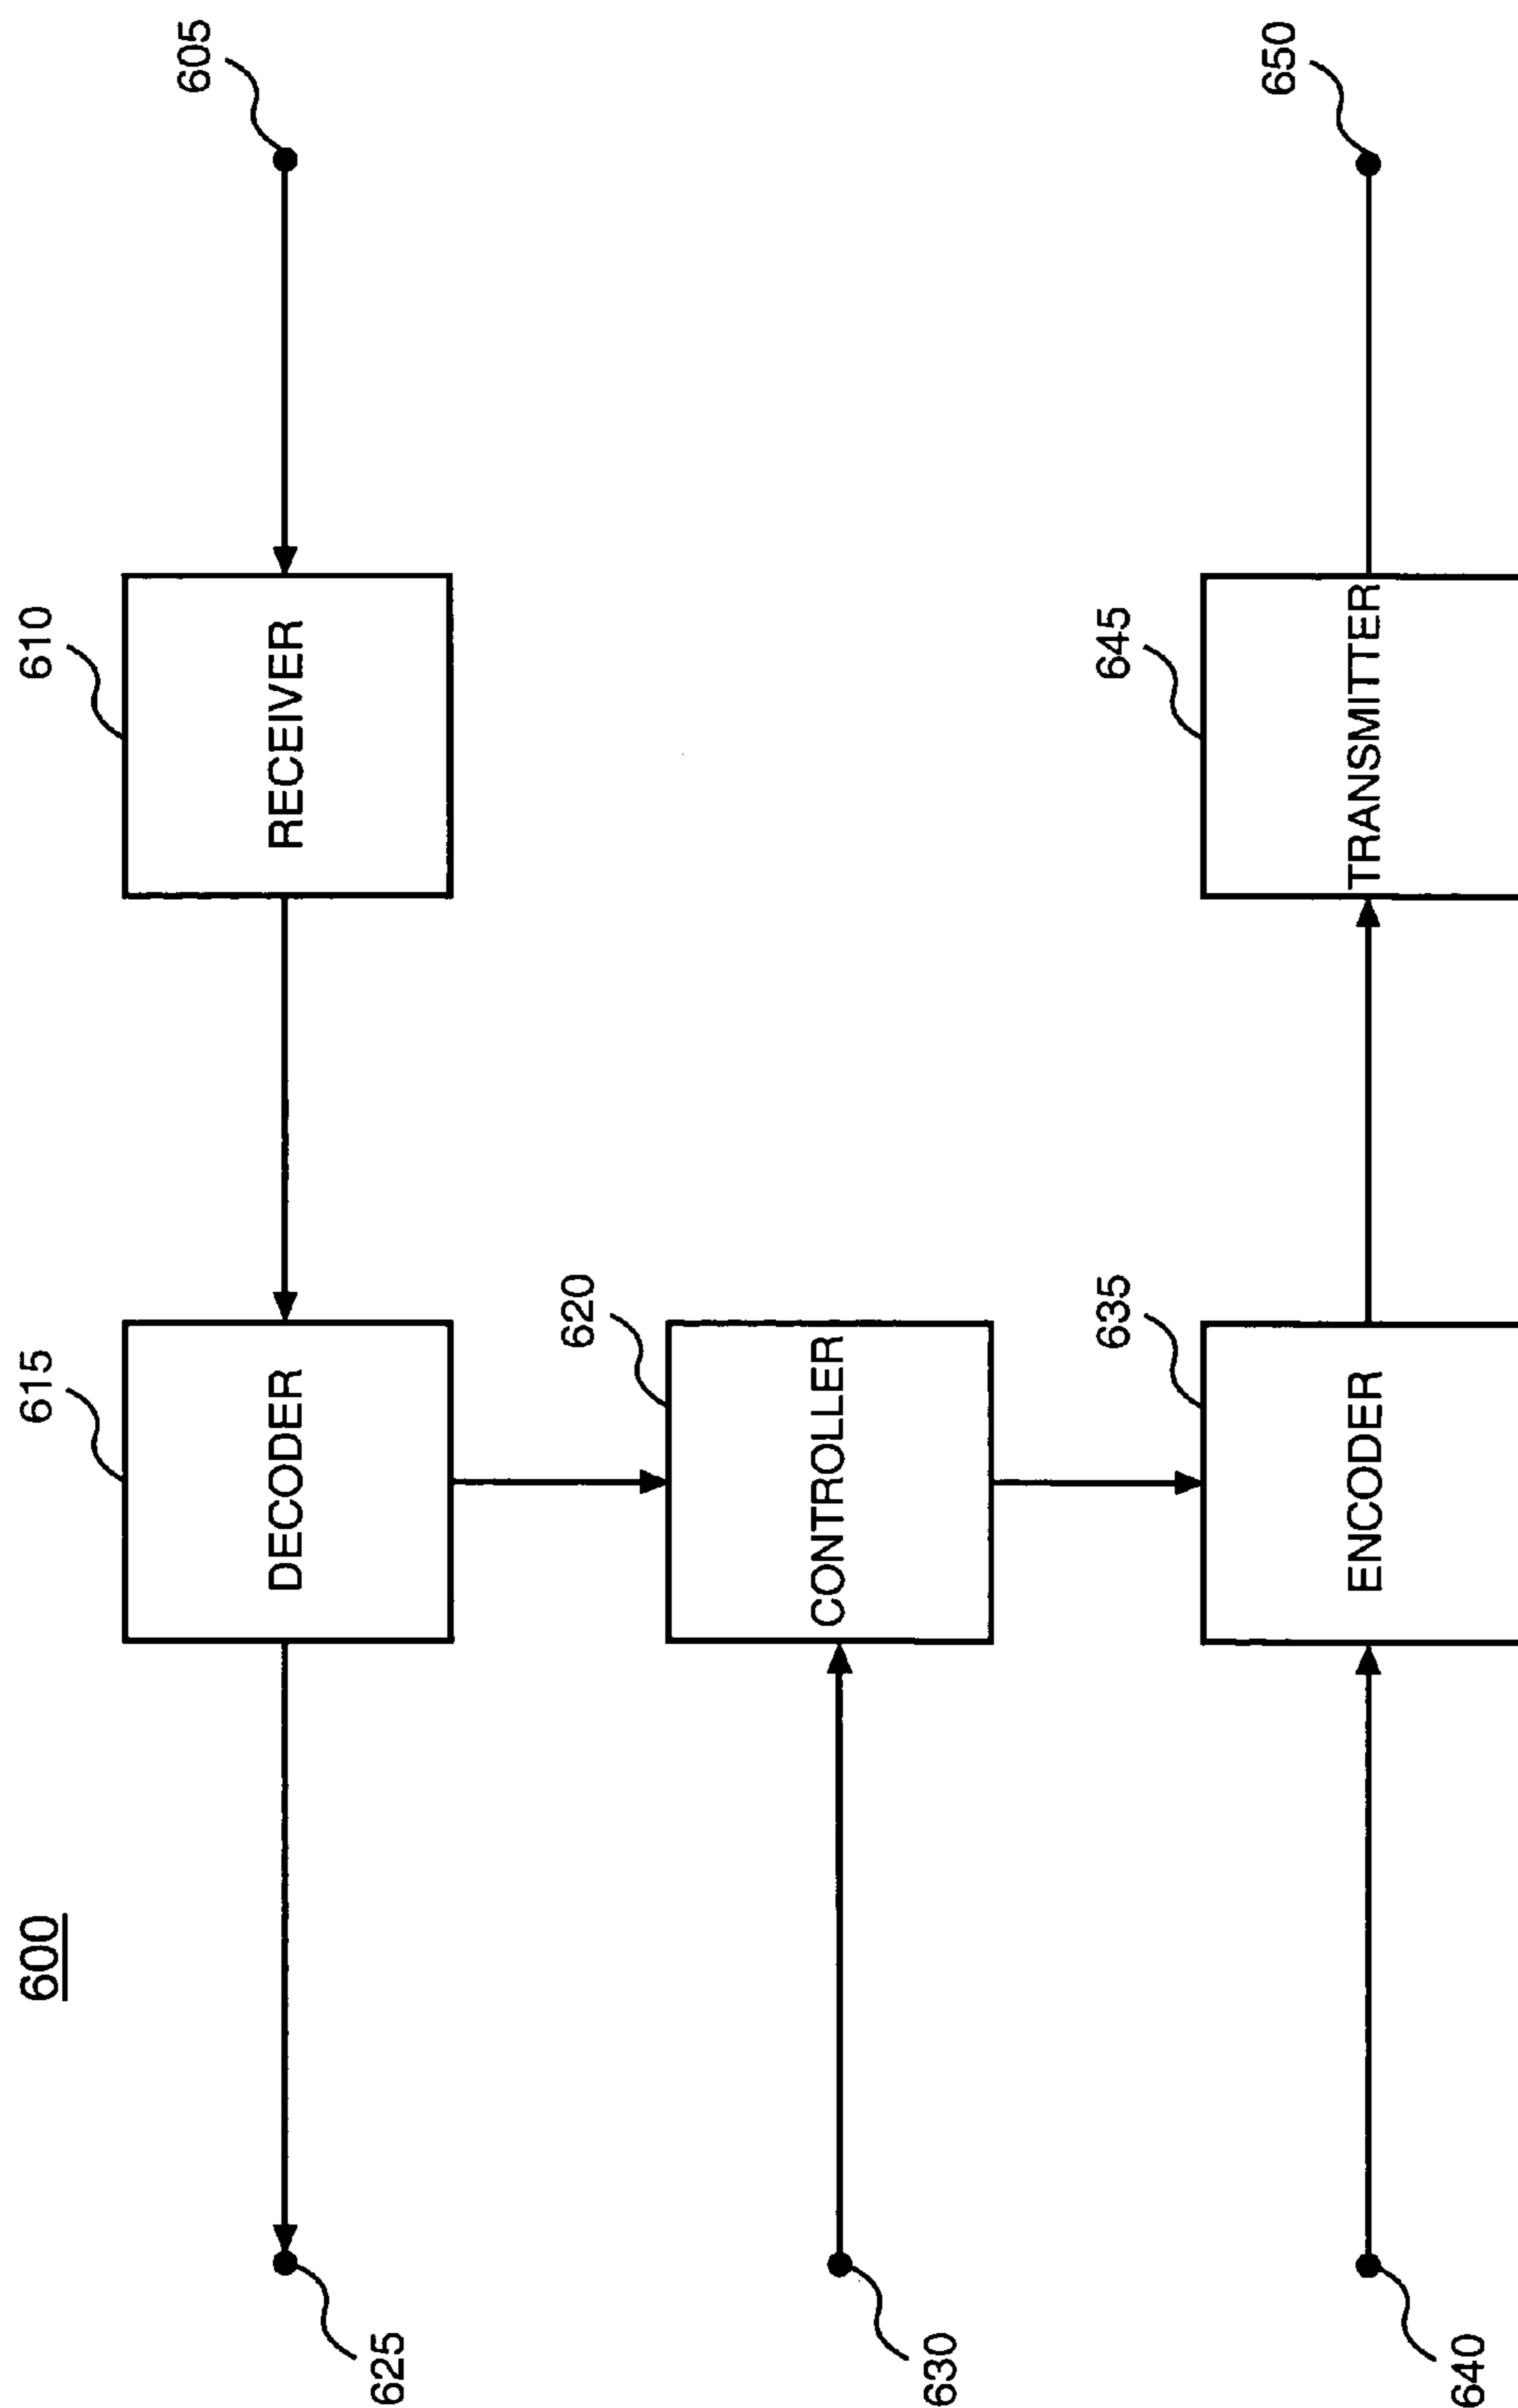 600
625
615
DECODER
610
RECEIVER
605
630
620
CONTROLLER
640
635
ENCODER
645
TRANSMITTER
650